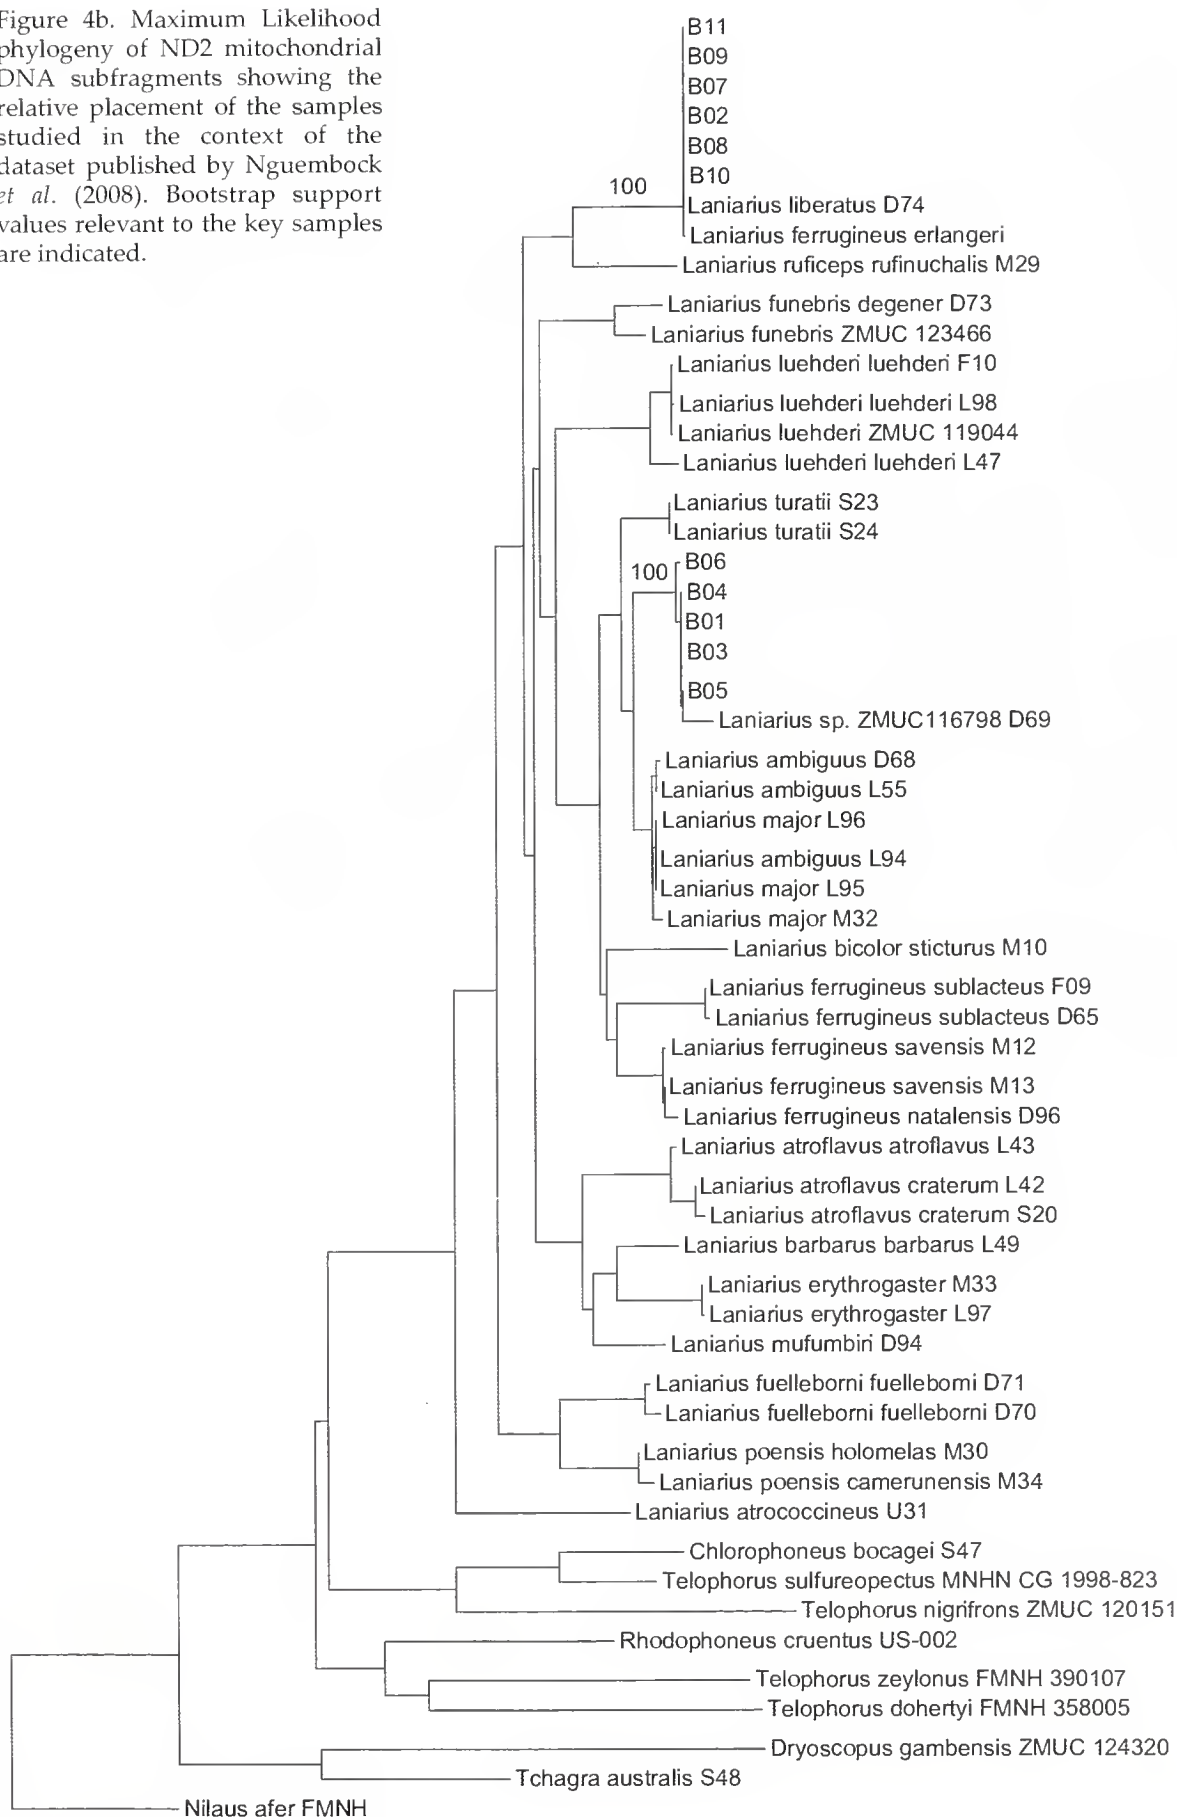 Figure 4b. Maximum Likelihood
phylogeny of ND2 mitochondrial
DNA subfragments showing the
relative placement of the samples
studied in the context of the
dataset published by Nguembock
et al. (2008). Bootstrap support
values relevant to the key samples
are indicated.
B11
B09
B07
B02
B08
B10
100
Laniarius liberatus D74
Laniarius ferrugineus erlangeri
Laniarius ruficeps rufinuchalis M29
Laniarius funebris degener D73
Laniarius funebris ZMUC 123466
Laniarius luehderi luehderi F10
Laniarius luehderi luehderi L98
Laniarius luehderi ZMUC 119044
Laniarius luehderi luehderi L47
Laniarius turatii S23
Laniarius turatii S24
B06
100
B04
B01
B03
B05
Laniarius sp. ZMUC116798 D69
Laniarius ambiguus D68
Laniarius ambiguus L55
Laniarius major L96
Laniarius ambiguus L94
Laniarius major L95
Laniarius major M32
Laniarius bicolor sticturus M10
Laniarius ferrugineus sublacteus F09
Laniarius ferrugineus sublacteus D65
Laniarius ferrugineus savensis M12
Laniarius ferrugineus savensis M13
Laniarius ferrugineus natalensis D96
Laniarius atroflavus atroflavus L43
Laniarius atroflavus craterum L42
Laniarius atroflavus craterum S20
Laniarius barbarus barbarus L49
Laniarius erythrogaster M33
Laniarius erythrogaster L97
Laniarius mufumbiri D94
Laniarius fuelleborni fuelleborni D71
Laniarius fuelleborni fuelleborni D70
Laniarius poensis holomelas M30
Laniarius poensis camerunensis M34
Laniarius atrococcineus U31
Chlorophoneus bocagei S47
Telophorus sulfureopectus MNHN CG 1998-823
Telophorus nigrifrons ZMUC 120151
Rhodophoneus cruentus US-002
Telophorus zeylonus FMNH 390107
Telophorus dohertyi FMNH 358005
Dryoscopus gambensis ZMUC 124320
Tchagra australis S48
Nilaus afer FMNH